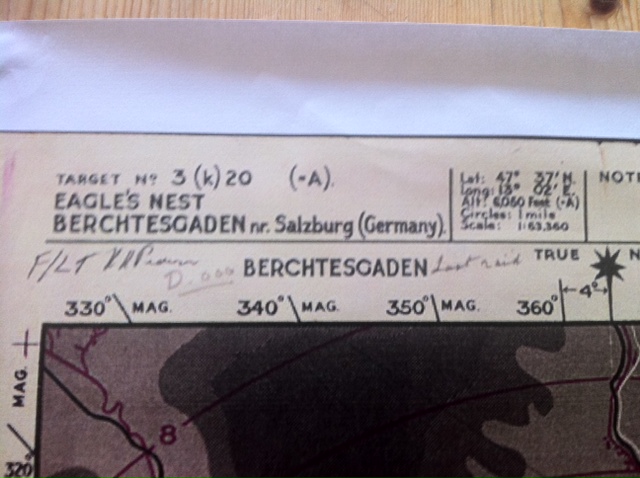 TARGET Nº 3 (k) 20 (-A).
EAGLE'S NEST
BERCHTESGADEN nr. Salzburg (Germany).
Lat: 47° 37' N.
Long: 13° 02' E.
Alt: 6,050 Feet (-A)
Circles: 1 mile
Scale: 1:63,360
NOTE
F/LT
BERCHTESGADEN Last raid TRUE N
330° MAG. 340° MAG. 350° MAG. 360° 4°
MAG.
8
320°